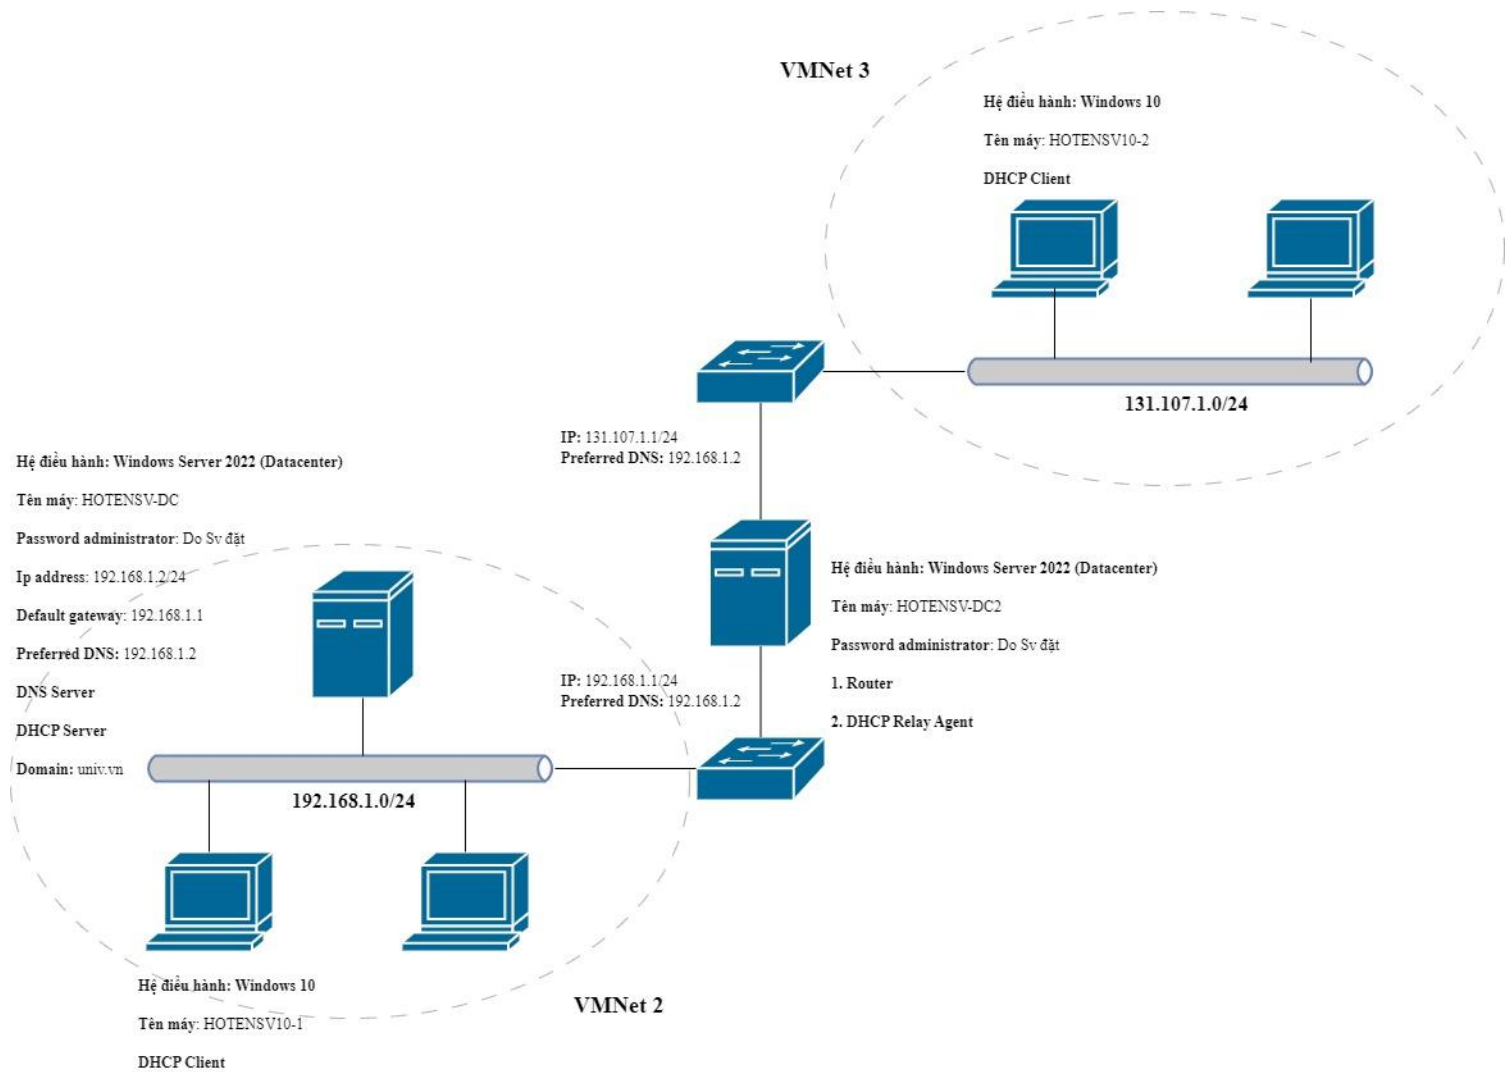 VMNet 3
Hệ điều hành: Windows 10
Tên máy: HOTENSV10-2
DHCP Client
131.107.1.0/24
IP: 131.107.1.1/24
Preferred DNS: 192.168.1.2
Hệ điều hành: Windows Server 2022 (Datacenter)
Tên máy: HOTENSV-DC
Password administrator: Do Sv đặt
Ip address: 192.168.1.2/24
Default gateway: 192.168.1.1
Preferred DNS: 192.168.1.2
DNS Server
DHCP Server
Domain: univ.vn
Hệ điều hành: Windows Server 2022 (Datacenter)
Tên máy: HOTENSV-DC2
Password administrator: Do Sv đặt
1. Router
2. DHCP Relay Agent
IP: 192.168.1.1/24
Preferred DNS: 192.168.1.2
192.168.1.0/24
Hệ điều hành: Windows 10
Tên máy: HOTENSV10-1
DHCP Client
VMNet 2